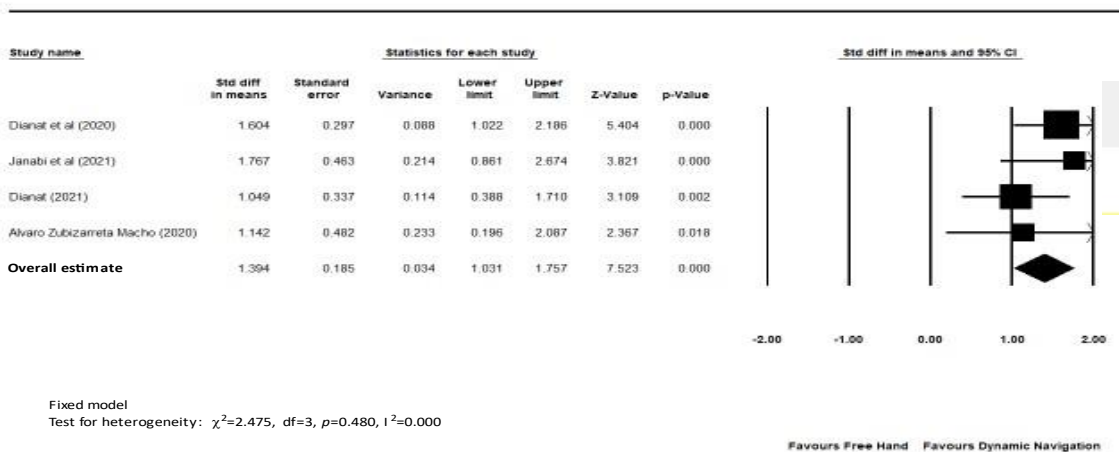 Study name Statistics for each study Std diff in means and 95% CI
Std diff in means Standard error Variance Lower limit Upper limit Z-Value p-Value
Dianat et al (2020) 1.604 0.297 0.088 1.022 2.186 5.404 0.000
Janabi et al (2021) 1.767 0.463 0.214 0.861 2.674 3.821 0.000
Dianat (2021) 1.049 0.337 0.114 0.388 1.710 3.109 0.002
Alvaro Zubizarreta Macho (2020) 1.142 0.482 0.233 0.196 2.087 2.367 0.018
Overall estimate 1.394 0.185 0.034 1.031 1.757 7.523 0.000
-2.00 -1.00 0.00 1.00 2.00
Fixed model
Test for heterogeneity: χ²=2.475, df=3, p=0.480, I²=0.000
Favours Free Hand Favours Dynamic Navigation